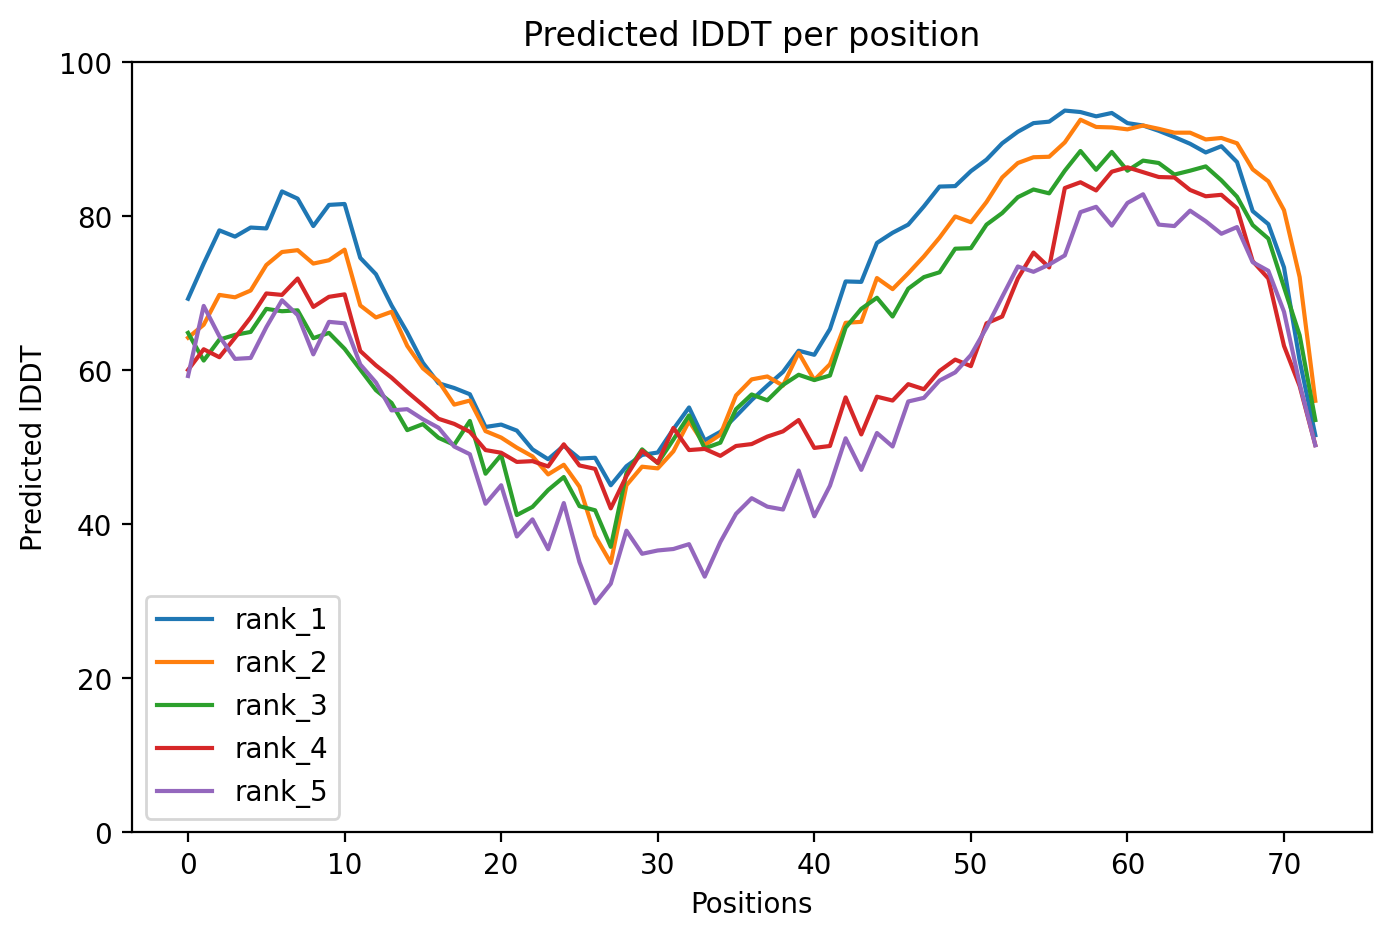 Predicted lDDT per position
100
80
60
40
20
0
Predicted lDDT
rank_1
rank_2
rank_3
rank_4
rank_5
0 10 20 30 40 50 60 70
Positions